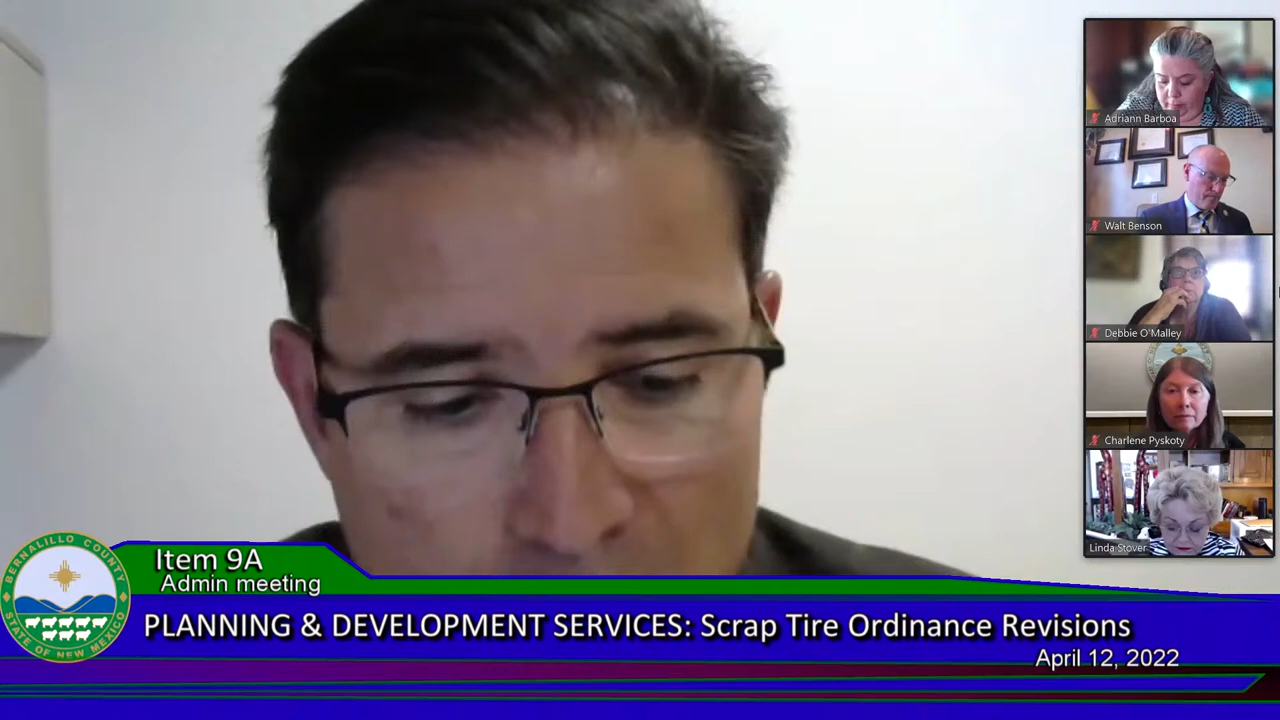 Adriann Barboa
Walt Benson
Debbie O'Malley
Charlene Pyskoty
Linda Stover
Item 9A
Admin meeting
BERNALILLO COUNTY
STATE OF NEW MEXICO
PLANNING & DEVELOPMENT SERVICES: Scrap Tire Ordinance Revisions
April 12, 2022